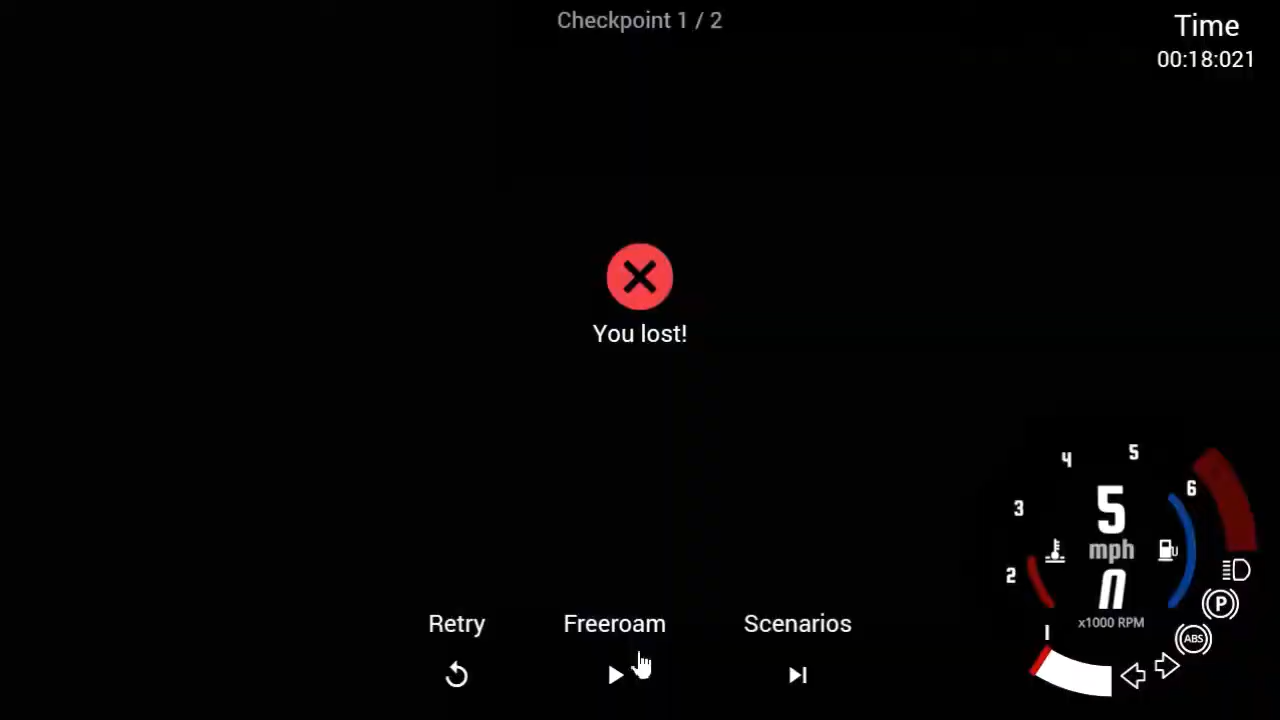 Checkpoint 1 / 2
Time
00:18:021
You lost!
Retry
Freeroam
Scenarios
1
2
3
4
5
6
5
mph
n
x1000 RPM
P
ABS